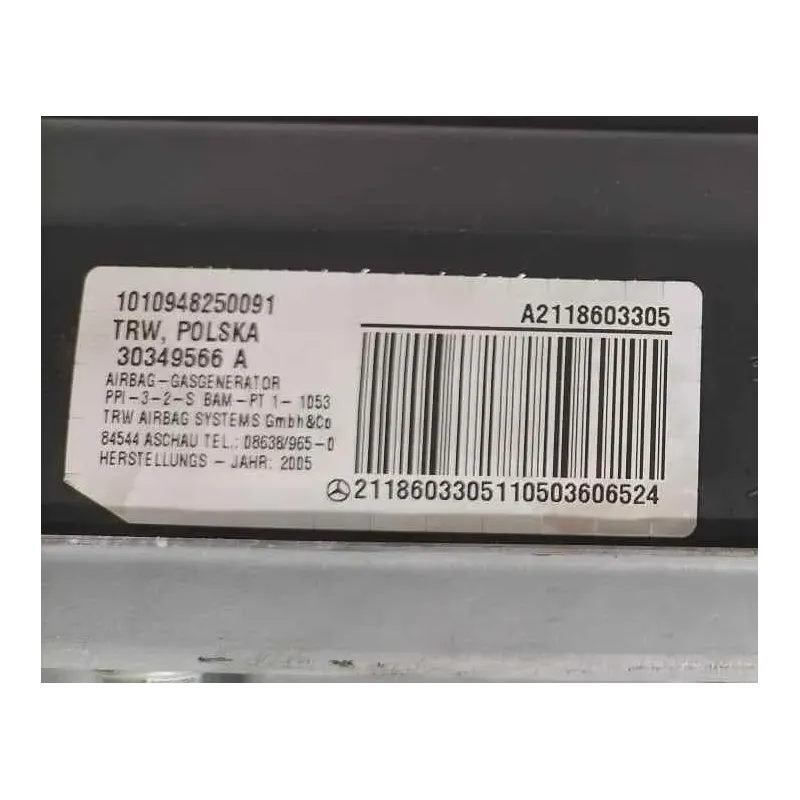 1010948250091
TRW, POLSKA
30349566 A
AIRBAG-GASGENERATOR
PPI-3-2-S BAM-PT 1- 1053
TRW AIRBAG SYSTEMS Gmbh&Co
84544 ASCHAU TEL.: 08638/965-0
HERSTELLUNGS - JAHR: 2005
A2118603305
2118603305110503606524